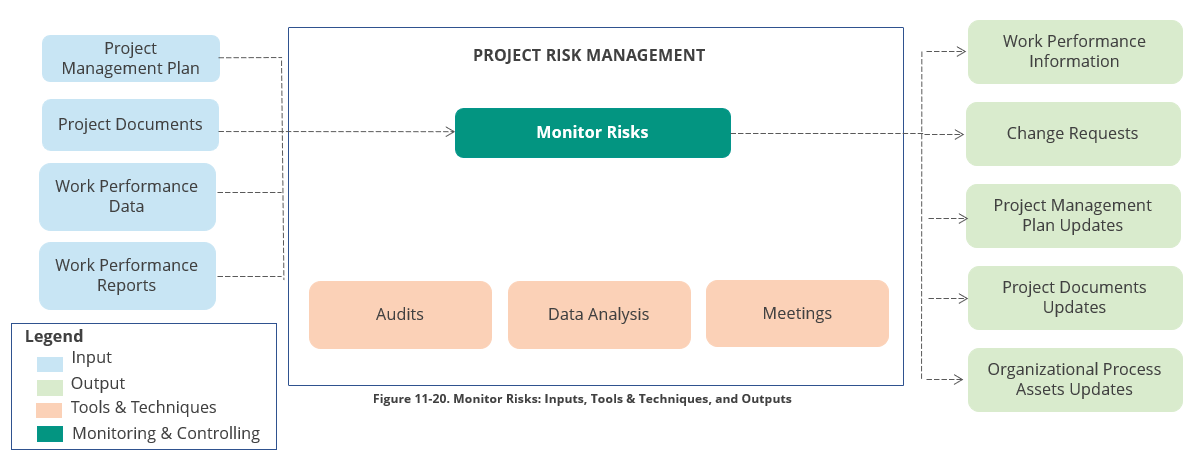 Project
Management Plan
Project Documents
Work Performance
Data
Work Performance
Reports
PROJECT RISK MANAGEMENT
Monitor Risks
Audits
Data Analysis
Meetings
Work Performance
Information
Change Requests
Project Management
Plan Updates
Project Documents
Updates
Organizational Process
Assets Updates
Legend
Input
Output
Tools & Techniques
Monitoring & Controlling
Figure 11-20. Monitor Risks: Inputs, Tools & Techniques, and Outputs